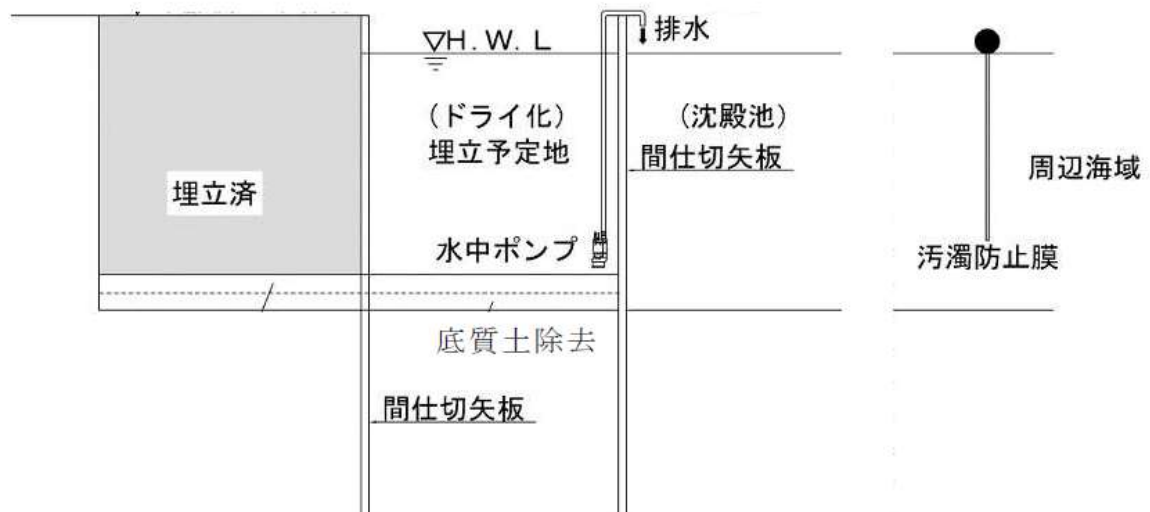 ▽H.W.L
排水
(ドライ化)
埋立予定地
(沈殿池)
間仕切矢板
周辺海域
埋立済
水中ポンプ
汚濁防止膜
底質土除去
間仕切矢板